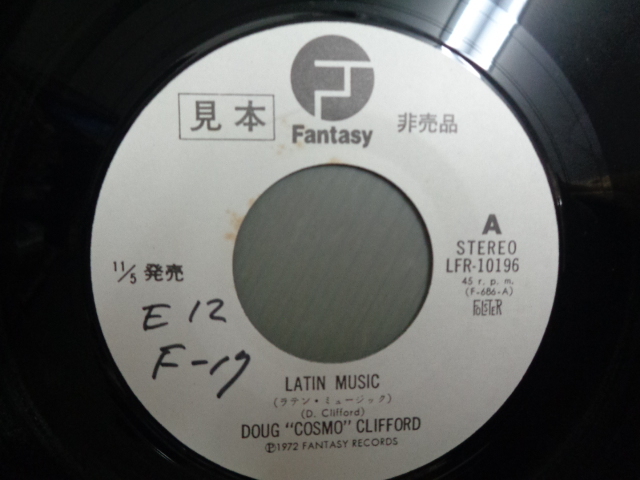 見本
Fantasy
非売品
A
STEREO
LFR-10196
45 r.p.m.
(F-686-A)
11/5 発売
E 12
F-17
LATIN MUSIC
(ラテン・ミュージック)
(D. Clifford)
DOUG "COSMO" CLIFFORD
Ⓟ1972 FANTASY RECORDS